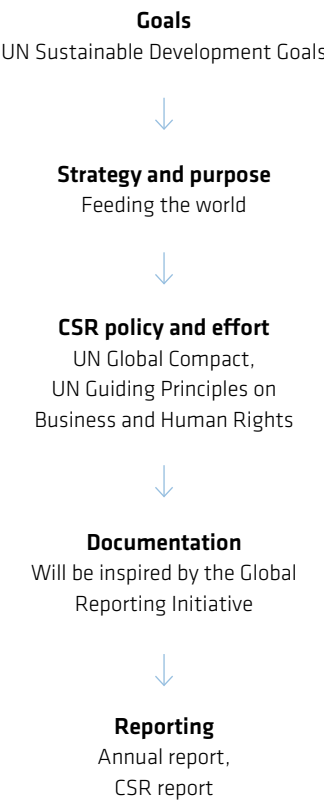 Goals
UN Sustainable Development Goals
Strategy and purpose
Feeding the world
CSR policy and effort
UN Global Compact,
UN Guiding Principles on
Business and Human Rights
Documentation
Will be inspired by the Global
Reporting Initiative
Reporting
Annual report,
CSR report